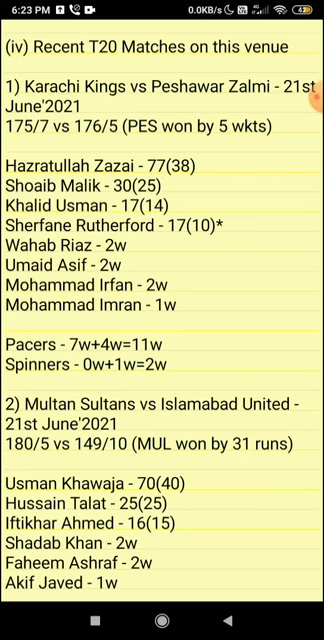 6:23 PM
0.0KB/s
42
(iv) Recent T20 Matches on this venue
1) Karachi Kings vs Peshawar Zalmi - 21st
June'2021
175/7 vs 176/5 (PES won by 5 wkts)
Hazratullah Zazai - 77(38)
Shoaib Malik - 30(25)
Khalid Usman - 17(14)
Sherfane Rutherford - 17(10)*
Wahab Riaz - 2w
Umaid Asif - 2w
Mohammad Irfan - 2w
Mohammad Imran - 1w
Pacers - 7w+4w=11w
Spinners - 0w+1w=2w
2) Multan Sultans vs Islamabad United -
21st June'2021
180/5 vs 149/10 (MUL won by 31 runs)
Usman Khawaja - 70(40)
Hussain Talat - 25(25)
Iftikhar Ahmed - 16(15)
Shadab Khan - 2w
Faheem Ashraf - 2w
Akif Javed - 1w